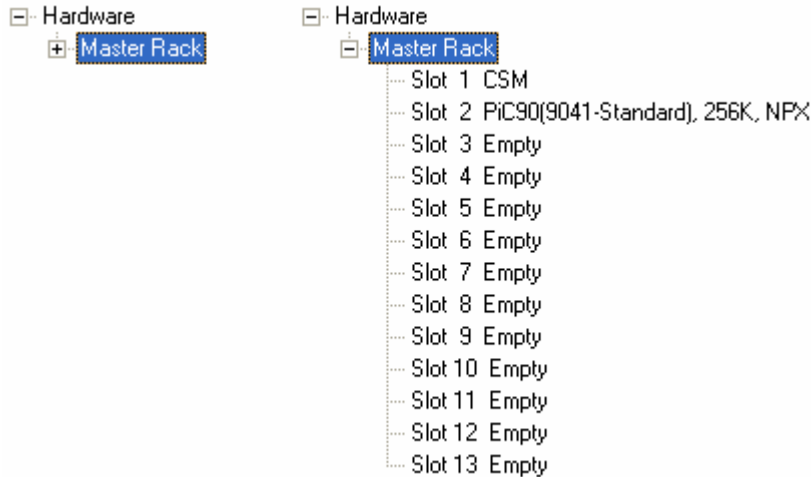 Hardware
Master Rack
Hardware
Master Rack
Slot 1 CSM
Slot 2 PiC90(9041-Standard), 256K, NPX
Slot 3 Empty
Slot 4 Empty
Slot 5 Empty
Slot 6 Empty
Slot 7 Empty
Slot 8 Empty
Slot 9 Empty
Slot 10 Empty
Slot 11 Empty
Slot 12 Empty
Slot 13 Empty